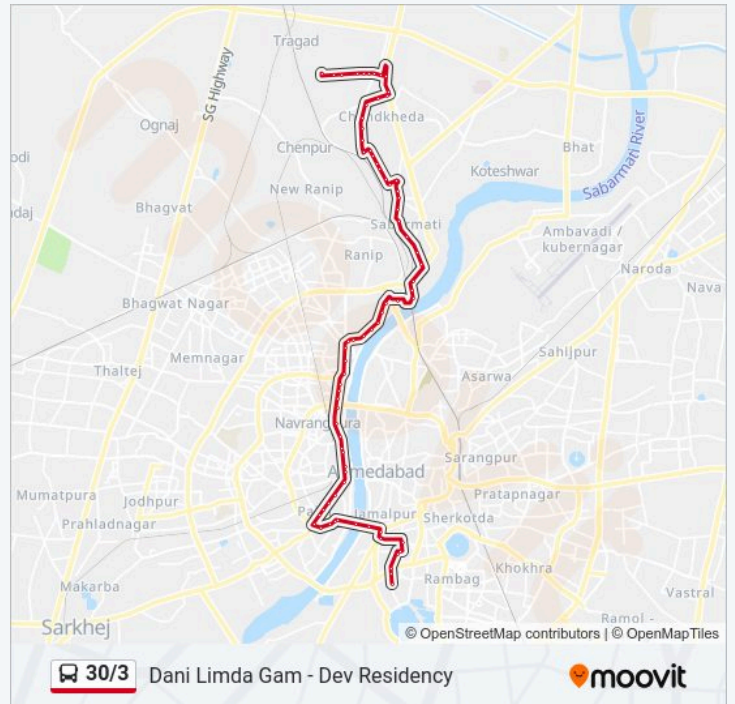 Tragad
SG Highway
Ognaj
Chandkheda
Chenpur
odi
Bhat
Koteshwar
New Ranip
Sabarmati River
Bhagvat
daj
Sabarmati
Ambavadi /
kubernagar
Ranip
Naroda
Nava
Bhagwat Nagar
Memnagar
Sahijpur
Thaltej
Asarwa
Navrangpura
Sarangpur
Ahmedabad
Mumatpura
Jodhpur
Pratapnagar
Pal
Jamalpur
Sherkotda
Prahladnagar
Khokhra
Makarba
Rambag
Vastral
Ramol -
Sarkhej
© OpenStreetMap contributors | © OpenMapTiles
30/3
Dani Limda Gam - Dev Residency
moovit